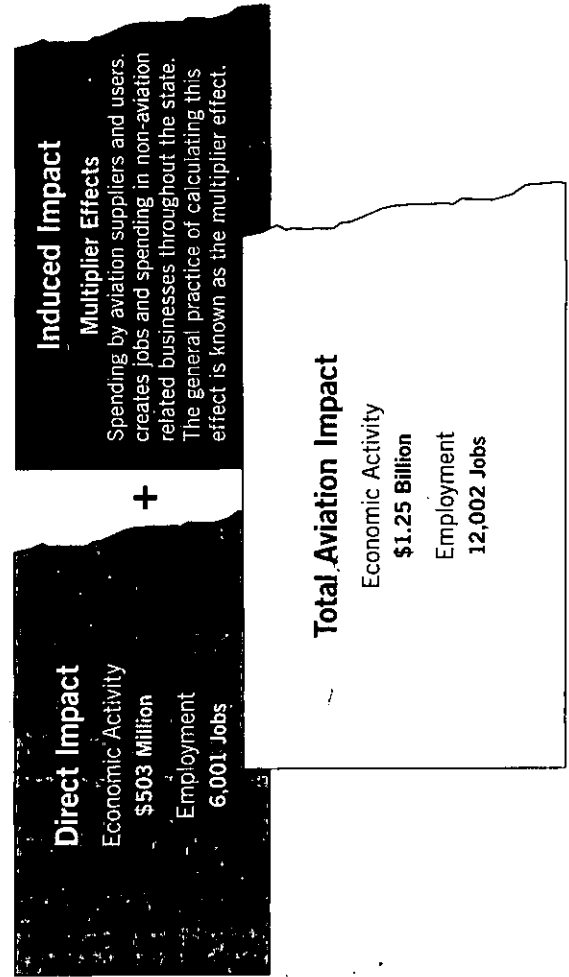 Direct Impact
Economic Activity
$503 Million
Employment
6,001 Jobs
+
Induced Impact
Multiplier Effects
Spending by aviation suppliers and users.
creates jobs and spending in non-aviation
related businesses throughout the state.
The general practice of calculating this
effect is known as the multiplier effect.
Total Aviation Impact
Economic Activity
$1.25 Billion
Employment
12,002 Jobs